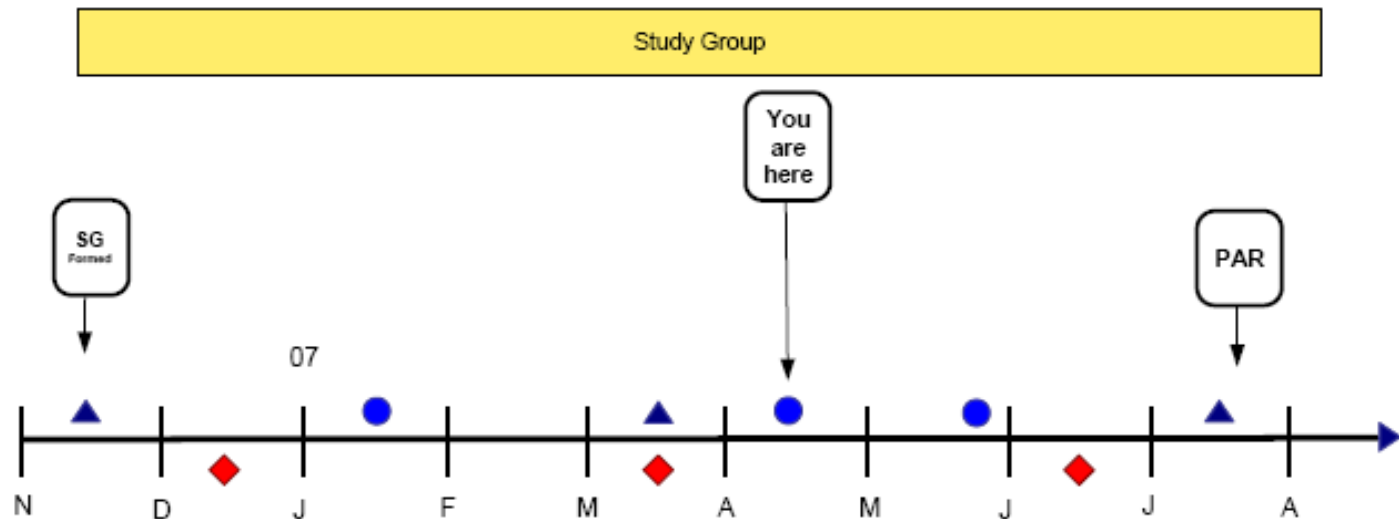 Study Group
You
are
here
SG
Formed
PAR
07
N D J F M A M J J A